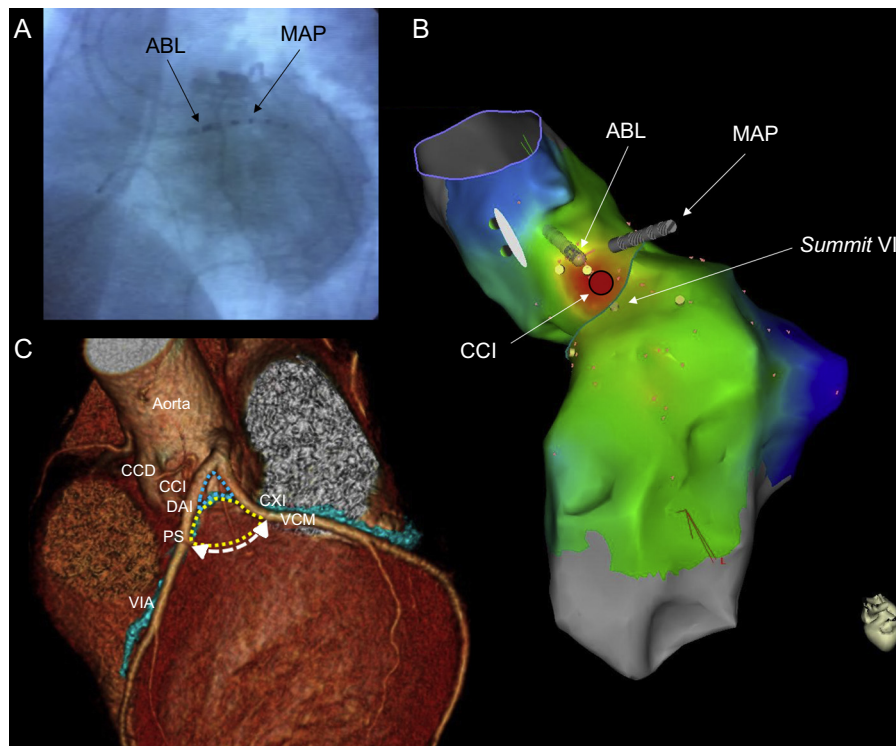 A
ABL
MAP
B
ABL
MAP
Summit VI
CCI
L
C
Aorta
CCD
CCI
DAI
CXI
VCM
PS
VIA